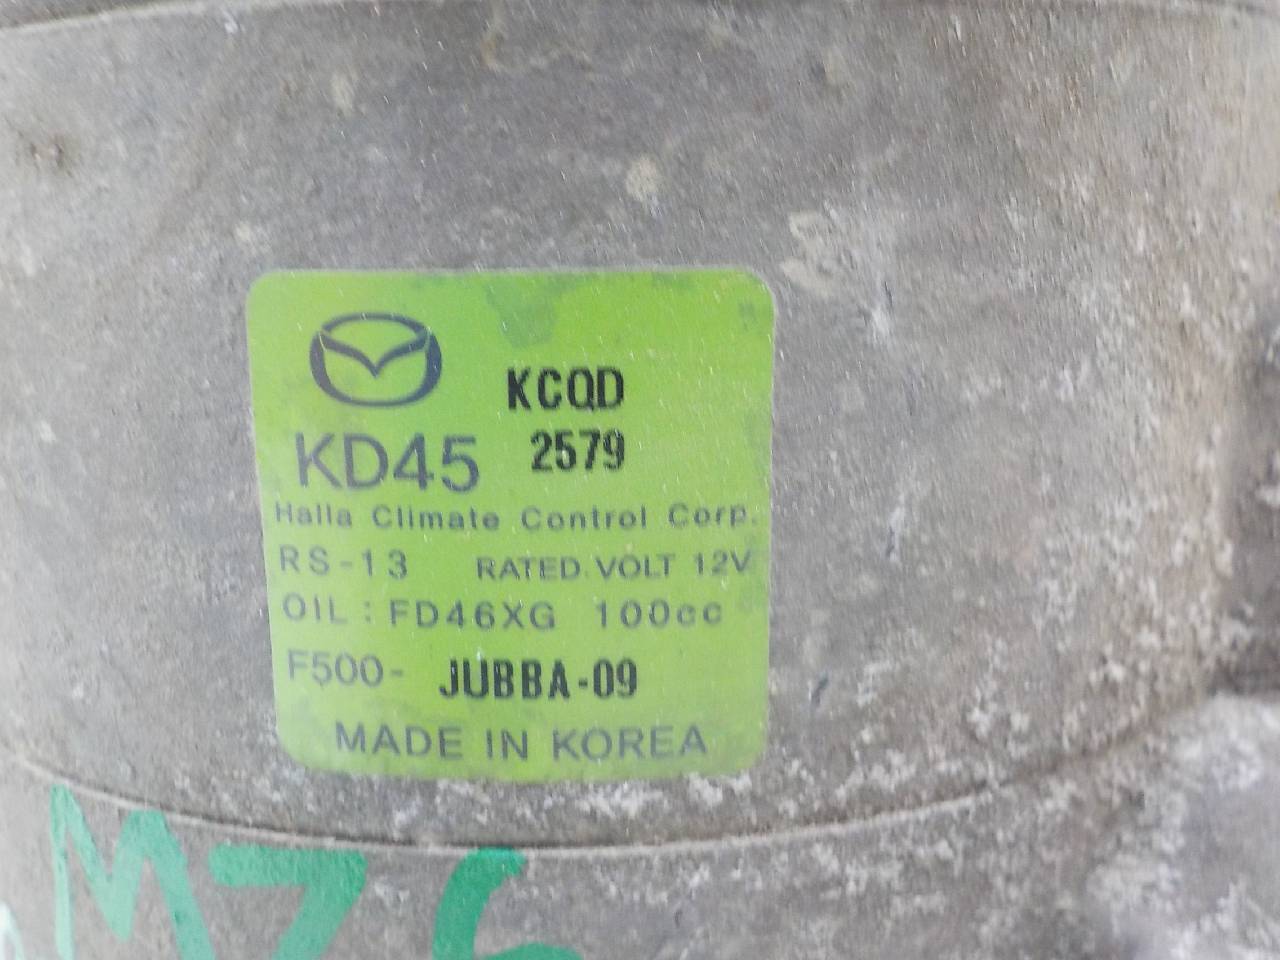 KCQD
KD45 2579
Halla Climate Control Corp.
RS-13 RATED.VOLT 12V
OIL : FD46XG 100cc
F500- JUBBA-09
MADE IN KOREA
MZ6